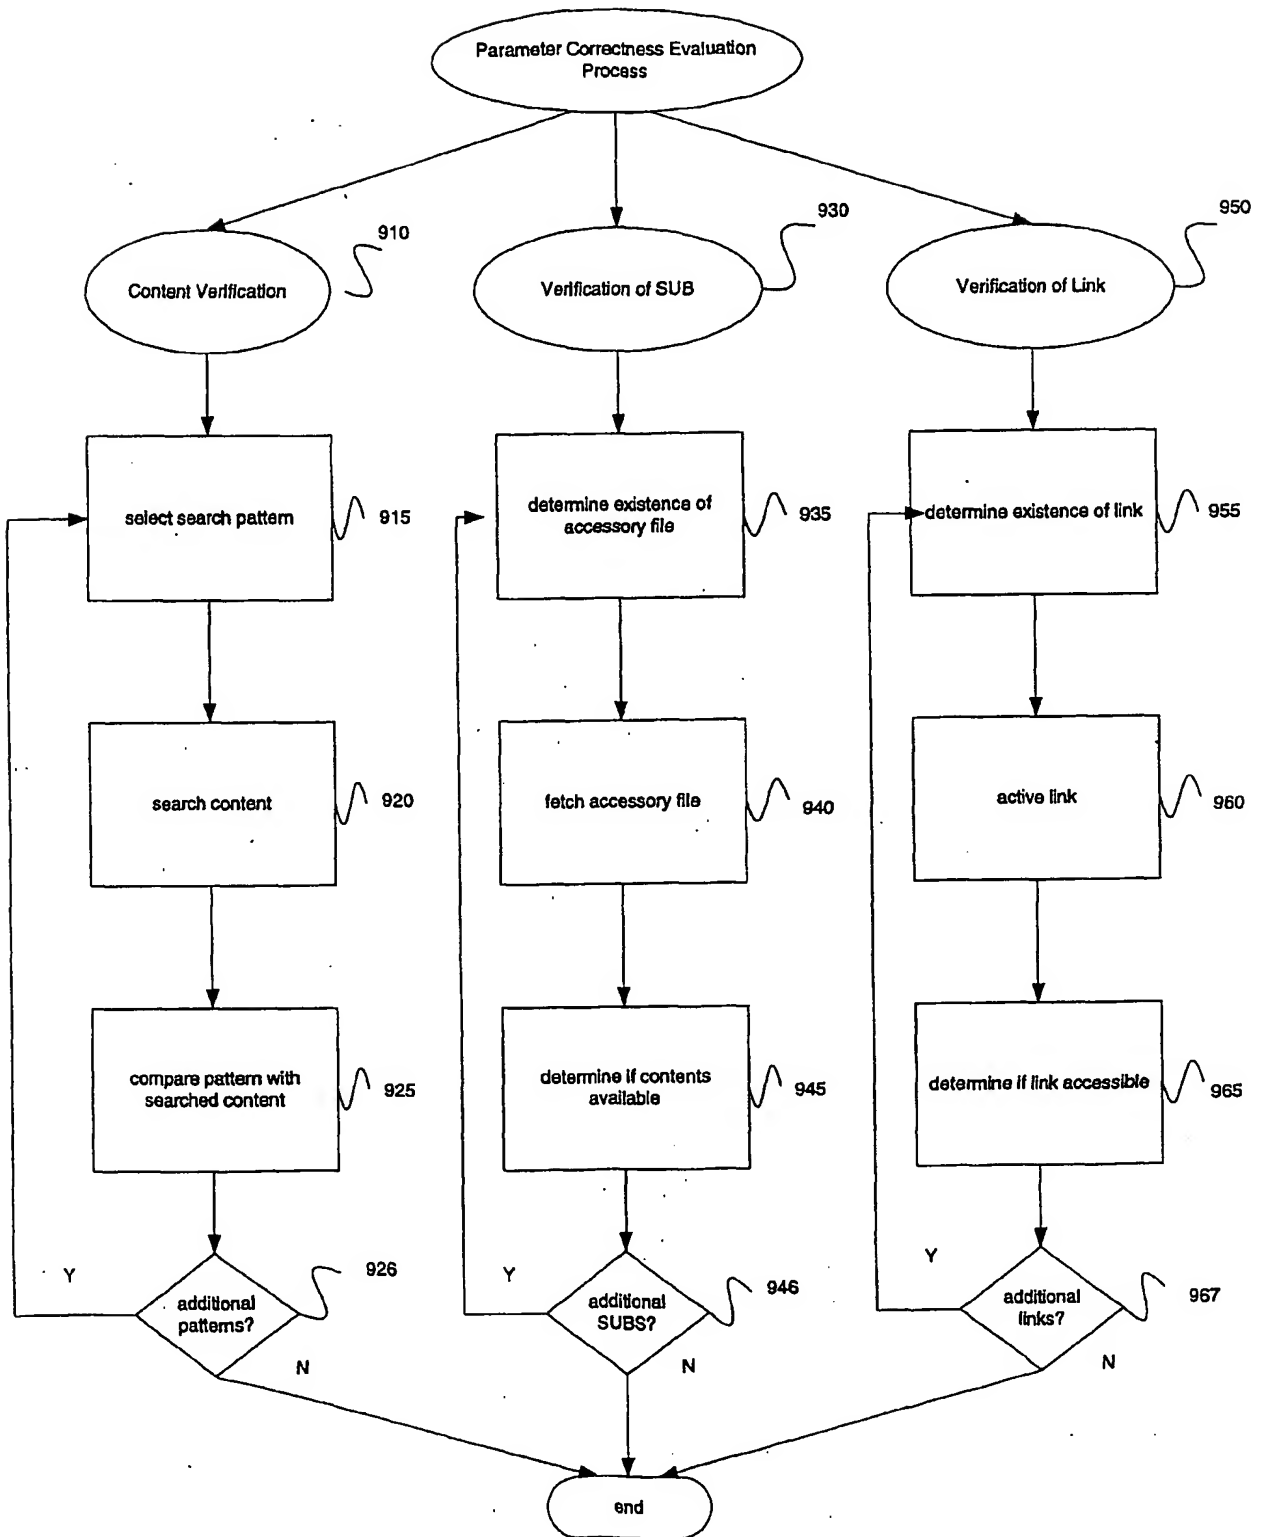 Parameter Correctness Evaluation
Process
910
930
950
Content Verification
Verification of SUB
Verification of Link
select search pattern
915
determine existence of
accessory file
935
determine existence of link
955
search content
920
fetch accessory file
940
active link
960
compare pattern with
searched content
925
determine if contents
available
945
determine if link accessible
965
Y
additional
patterns?
926
N
Y
additional
SUBS?
946
N
Y
additional
links?
967
N
end